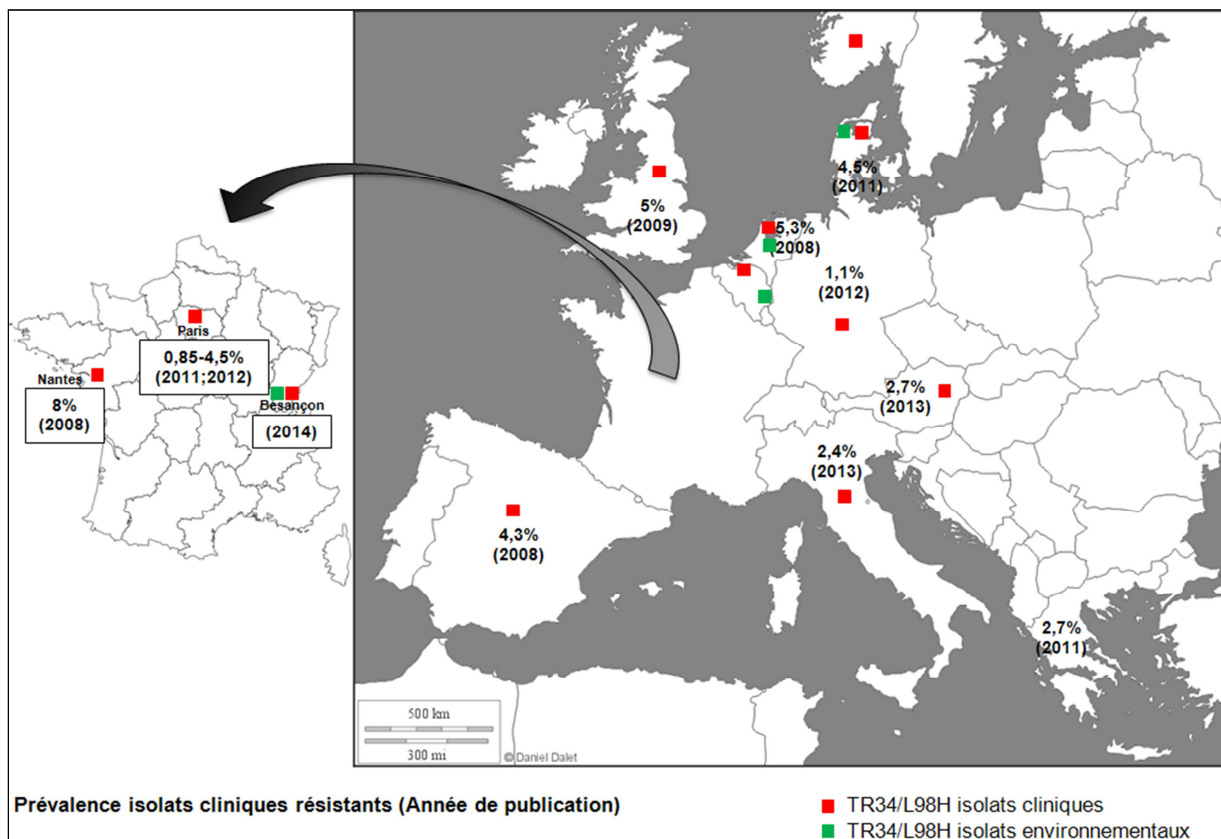 Paris
0,85-4,5%
(2011;2012)
Nantes
8%
(2008)
Besançon
(2014)
5%
(2009)
4,5%
(2011)
5,3%
(2008)
1,1%
(2012)
2,7%
(2013)
2,4%
(2013)
4,3%
(2008)
2,7%
(2011)
500 km
300 mi
© Daniel Dalet
Prévalence isolats cliniques résistants (Année de publication)
TR34/L98H isolats cliniques
TR34/L98H isolats environnementaux